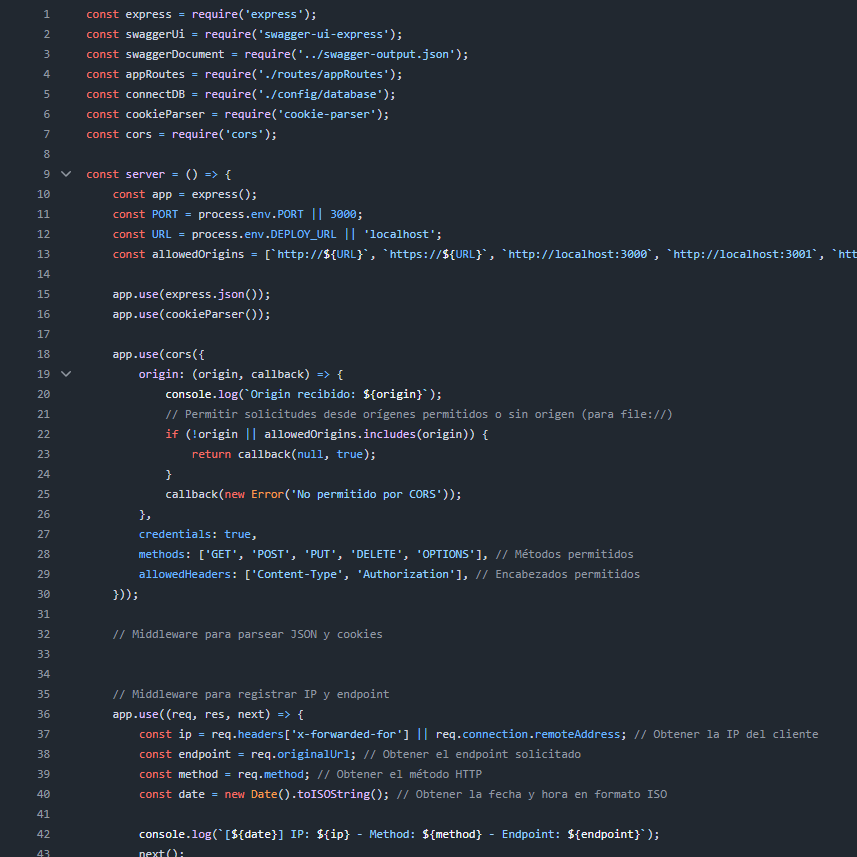 1 const express = require('express');
2 const swaggerUi = require('swagger-ui-express');
3 const swaggerDocument = require('../swagger-output.json');
4 const appRoutes = require('./routes/appRoutes');
5 const connectDB = require('./config/database');
6 const cookieParser = require('cookie-parser');
7 const cors = require('cors');
8
9 const server = () => {
10 const app = express();
11 const PORT = process.env.PORT || 3000;
12 const URL = process.env.DEPLOY_URL || 'localhost';
13 const allowedOrigins = [`http://${URL}`, `https://${URL}`, `http://localhost:3000`, `http://localhost:3001`, `htt
14
15 app.use(express.json());
16 app.use(cookieParser());
17
18 app.use(cors({
19 origin: (origin, callback) => {
20 console.log(`Origin recibido: ${origin}`);
21 // Permitir solicitudes desde orígenes permitidos o sin origen (para file://)
22 if (!origin || allowedOrigins.includes(origin)) {
23 return callback(null, true);
24 }
25 callback(new Error('No permitido por CORS'));
26 },
27 credentials: true,
28 methods: ['GET', 'POST', 'PUT', 'DELETE', 'OPTIONS'], // Métodos permitidos
29 allowedHeaders: ['Content-Type', 'Authorization'], // Encabezados permitidos
30 }));
31
32 // Middleware para parsear JSON y cookies
33
34
35 // Middleware para registrar IP y endpoint
36 app.use((req, res, next) => {
37 const ip = req.headers['x-forwarded-for'] || req.connection.remoteAddress; // Obtener la IP del cliente
38 const endpoint = req.originalUrl; // Obtener el endpoint solicitado
39 const method = req.method; // Obtener el método HTTP
40 const date = new Date().toISOString(); // Obtener la fecha y hora en formato ISO
41
42 console.log(`[${date}] IP: ${ip} - Method: ${method} - Endpoint: ${endpoint}`);
43 next();